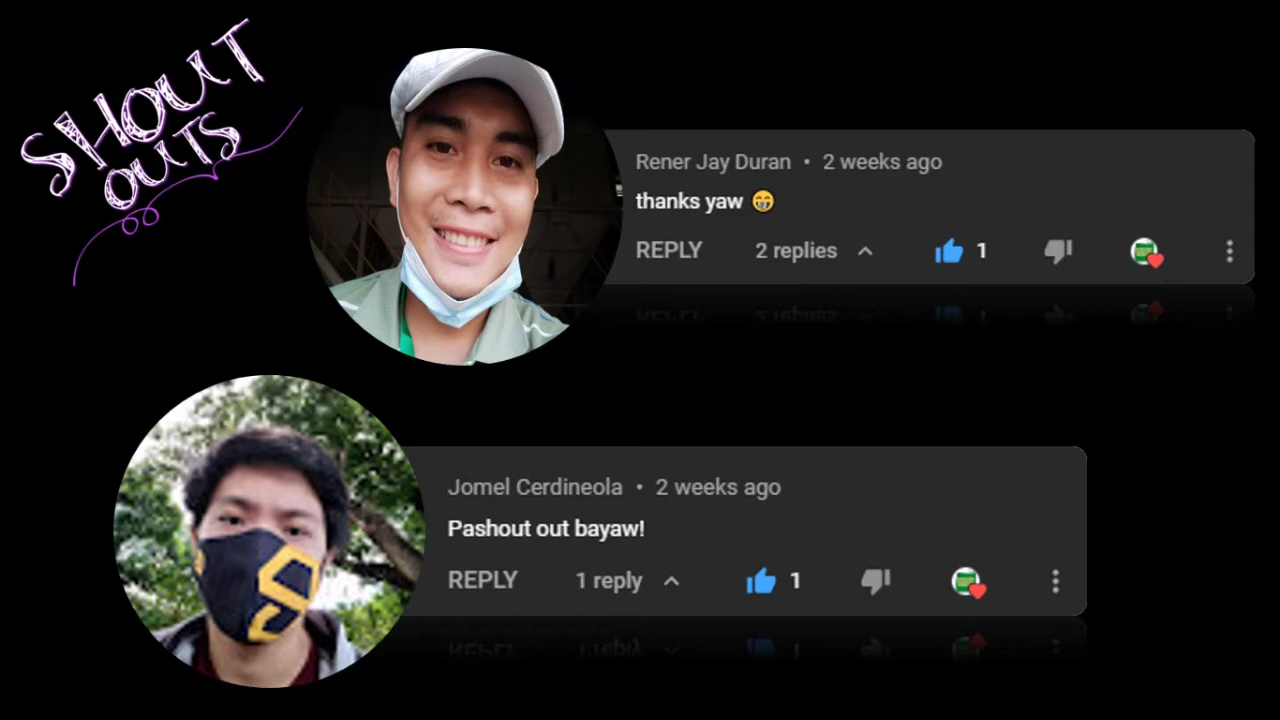 SHOUT
OUTS
Rener Jay Duran • 2 weeks ago
thanks yaw 😁
REPLY 2 replies 1
Jomel Cerdineola • 2 weeks ago
Pashout out bayaw!
REPLY 1 reply 1